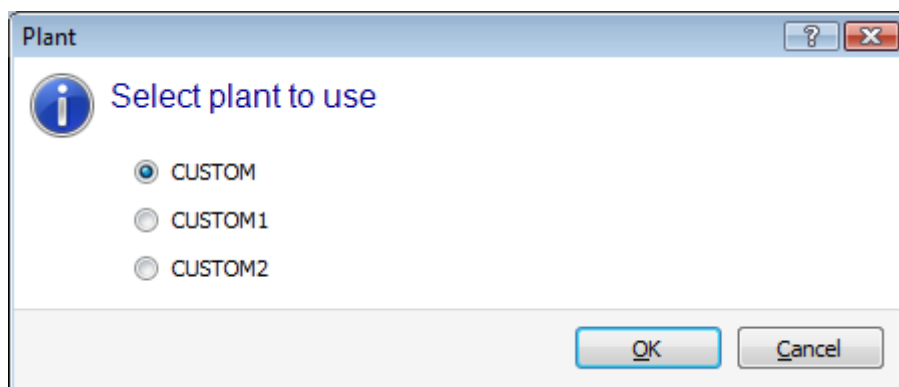 Plant
Select plant to use
CUSTOM
CUSTOM1
CUSTOM2
OK Cancel